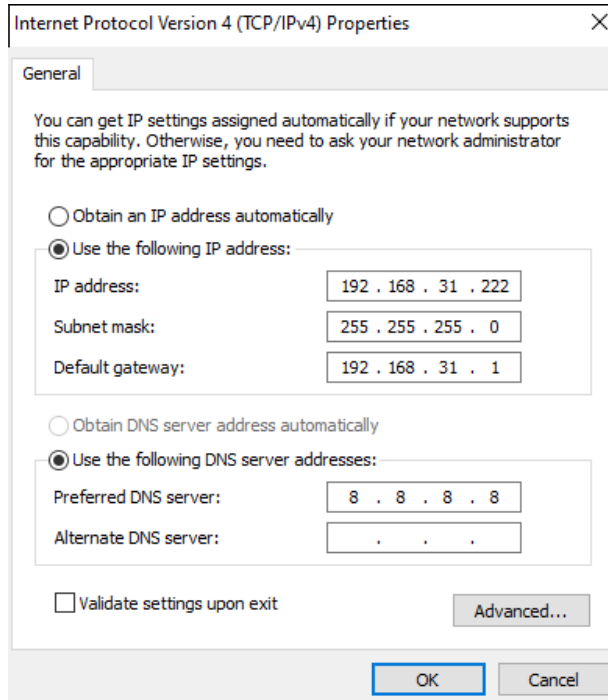 Internet Protocol Version 4 (TCP/IPv4) Properties
General
You can get IP settings assigned automatically if your network supports
this capability. Otherwise, you need to ask your network administrator
for the appropriate IP settings.
Obtain an IP address automatically
Use the following IP address:
IP address: 192 . 168 . 31 . 222
Subnet mask: 255 . 255 . 255 . 0
Default gateway: 192 . 168 . 31 . 1
Obtain DNS server address automatically
Use the following DNS server addresses:
Preferred DNS server: 8 . 8 . 8 . 8
Alternate DNS server: . . .
Validate settings upon exit
Advanced...
OK Cancel